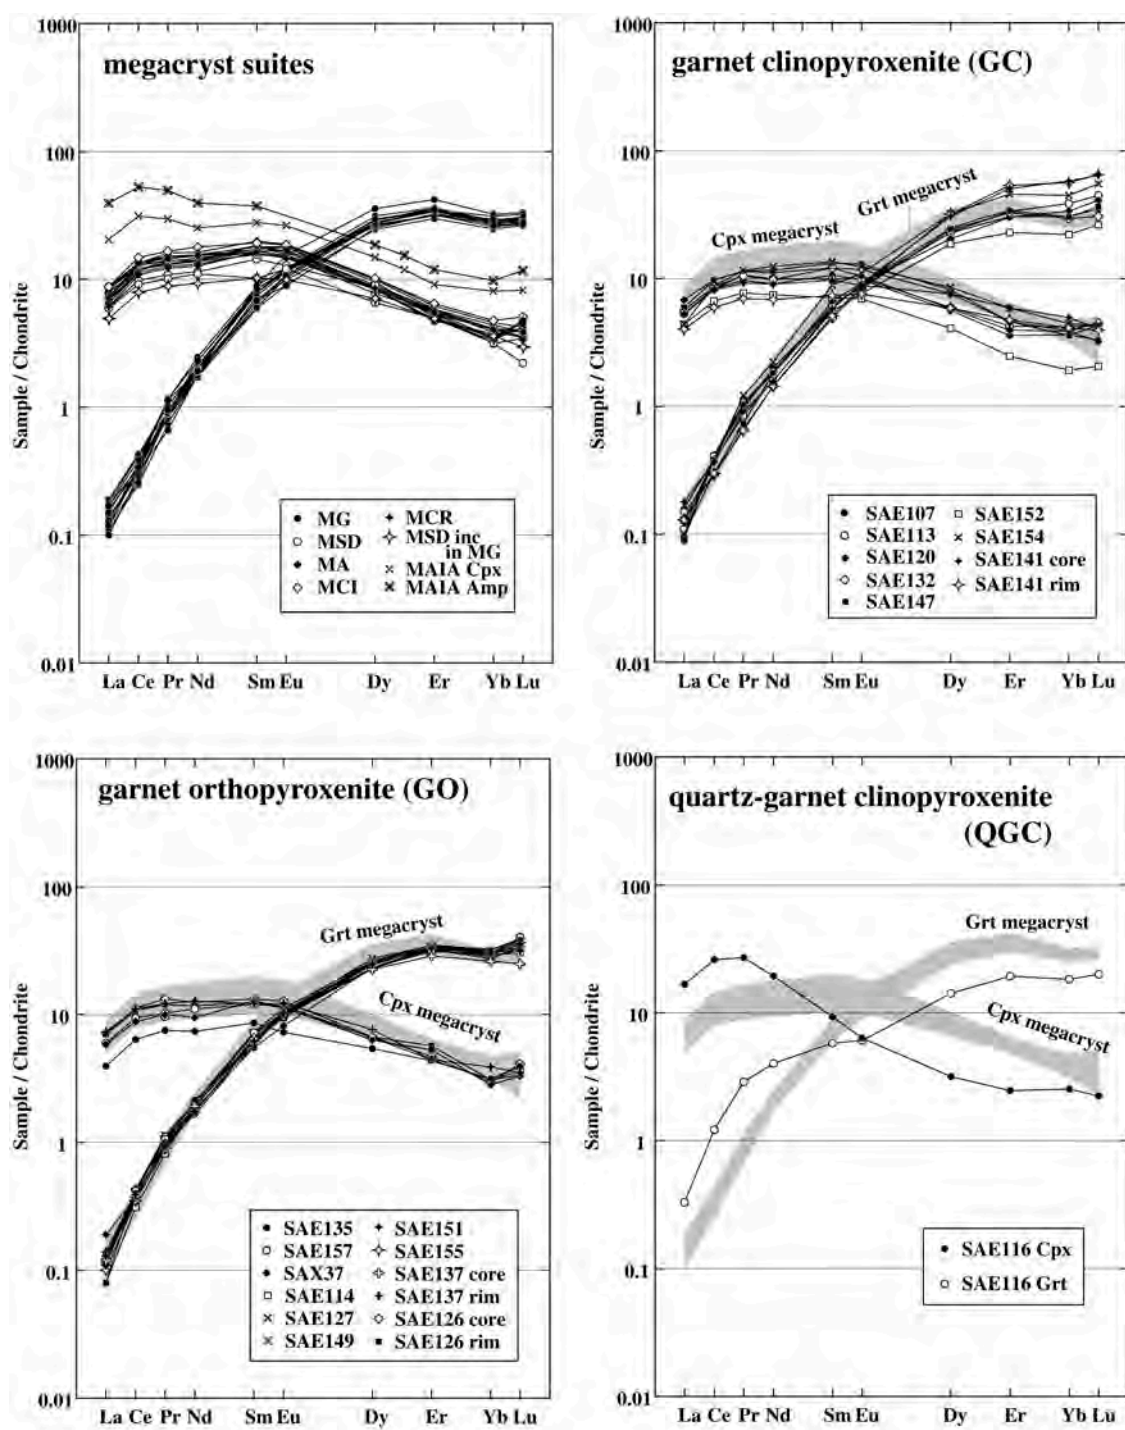 megacryst suites
1000
100
10
1
0.1
0.01
Sample / Chondrite
MG
MSD
MA
MCI
MCR
MSD inc
in MG
MAIA Cpx
MAIA Amp
La Ce Pr Nd Sm Eu Dy Er Yb Lu
garnet clinopyroxenite (GC)
1000
100
10
1
0.1
0.01
Sample / Chondrite
Grt megacryst
Cpx megacryst
SAE107
SAE113
SAE120
SAE132
SAE147
SAE152
SAE154
SAE141 core
SAE141 rim
La Ce Pr Nd Sm Eu Dy Er Yb Lu
garnet orthopyroxenite (GO)
1000
100
10
1
0.1
0.01
Sample / Chondrite
Grt megacryst
Cpx megacryst
SAE135
SAE157
SAX37
SAE114
SAE127
SAE149
SAE151
SAE155
SAE137 core
SAE137 rim
SAE126 core
SAE126 rim
La Ce Pr Nd Sm Eu Dy Er Yb Lu
quartz-garnet clinopyroxenite
(QGC)
1000
100
10
1
0.1
0.01
Sample / Chondrite
Grt megacryst
Cpx megacryst
SAE116 Cpx
SAE116 Grt
La Ce Pr Nd Sm Eu Dy Er Yb Lu